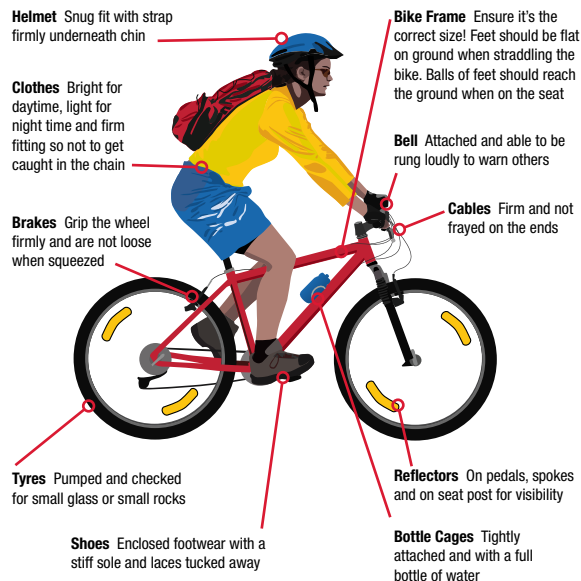 Helmet Snug fit with strap
firmly underneath chin
Clothes Bright for
daytime, light for
night time and firm
fitting so not to get
caught in the chain
Brakes Grip the wheel
firmly and are not loose
when squeezed
Tyres Pumped and checked
for small glass or small rocks
Shoes Enclosed footwear with a
stiff sole and laces tucked away
Bike Frame Ensure it's the
correct size! Feet should be flat
on ground when straddling the
bike. Balls of feet should reach
the ground when on the seat
Bell Attached and able to be
rung loudly to warn others
Cables Firm and not
frayed on the ends
Reflectors On pedals, spokes
and on seat post for visibility
Bottle Cages Tightly
attached and with a full
bottle of water